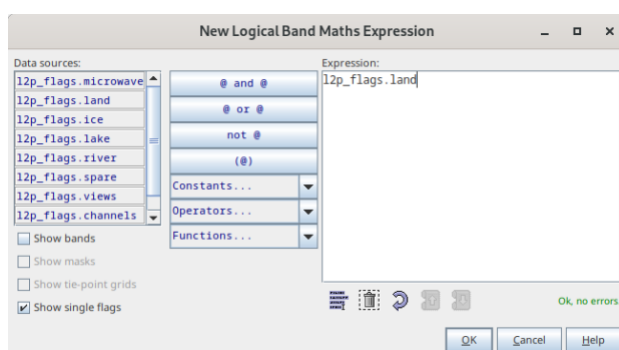 New Logical Band Maths Expression
Data sources:
l2p_flags.microwave
l2p_flags.land
l2p_flags.ice
l2p_flags.lake
l2p_flags.river
l2p_flags.spare
l2p_flags.views
l2p_flags.channels
Show bands
Show masks
Show tie-point grids
Show single flags
@ and @
@ or @
not @
(@)
Constants...
Operators...
Functions...
Expression:
l2p_flags.land
Ok, no errors.
OK
Cancel
Help